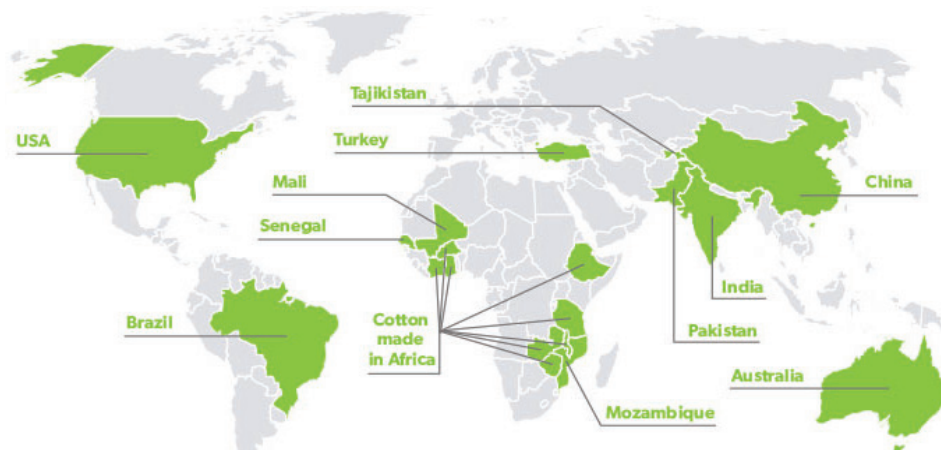 Tajikistan
USA
Turkey
Mali
China
Senegal
India
Brazil
Cotton
made
in Africa
Pakistan
Australia
Mozambique